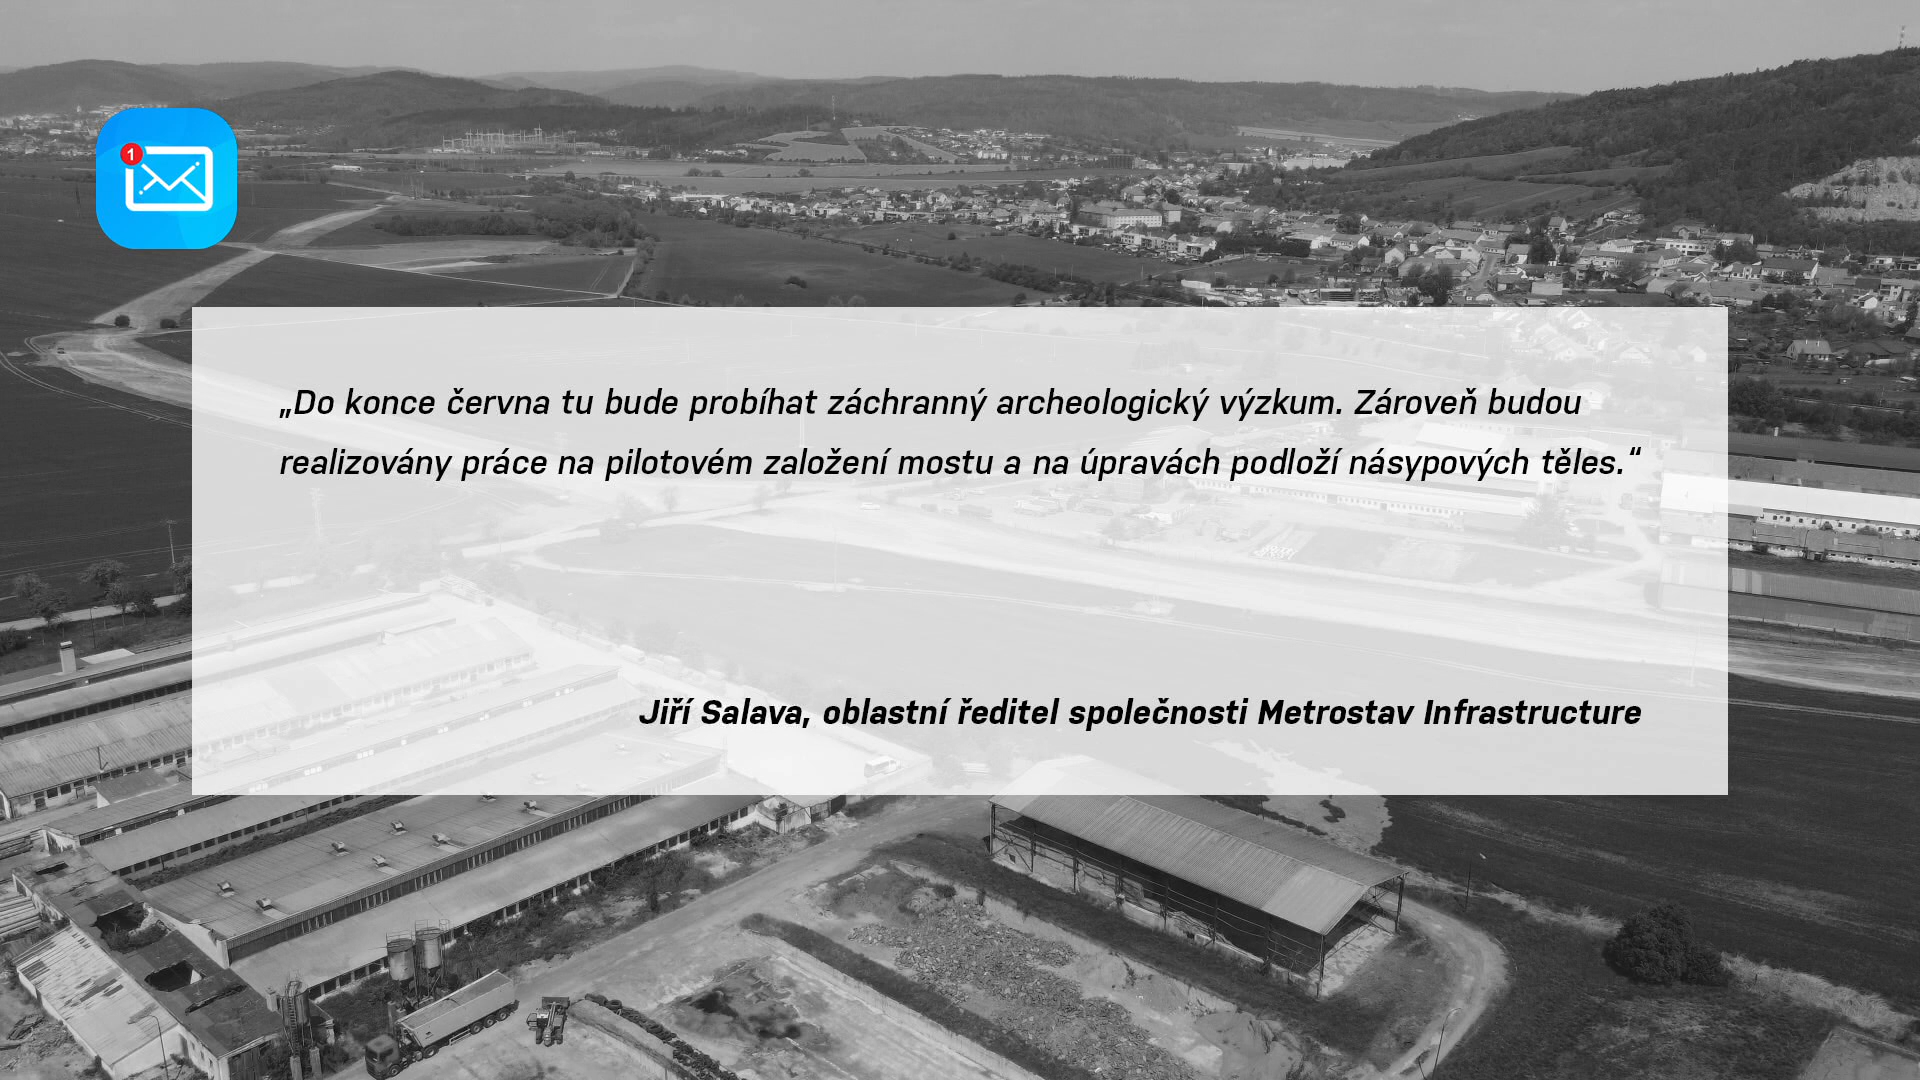 1
„Do konce června tu bude probíhat záchranný archeologický výzkum. Zároveň budou
realizovány práce na pilotovém založení mostu a na úpravách podloží násypových těles.“
Jiří Salava, oblastní ředitel společnosti Metrostav Infrastructure